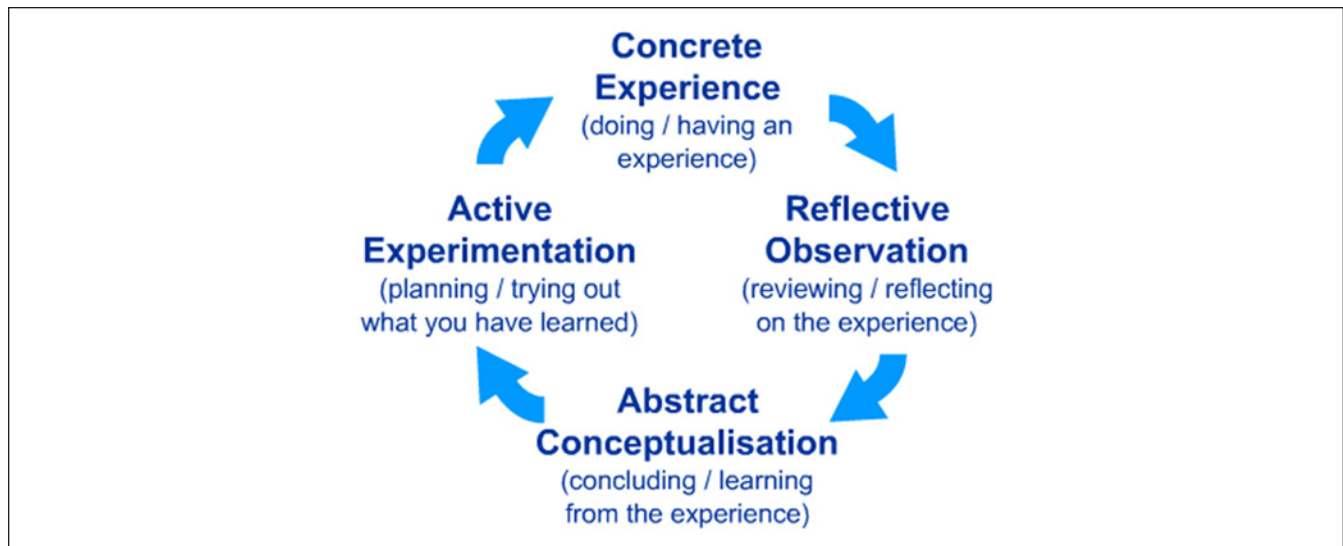 Concrete
Experience
(doing / having an
experience)
Reflective
Observation
(reviewing / reflecting
on the experience)
Abstract
Conceptualisation
(concluding / learning
from the experience)
Active
Experimentation
(planning / trying out
what you have learned)